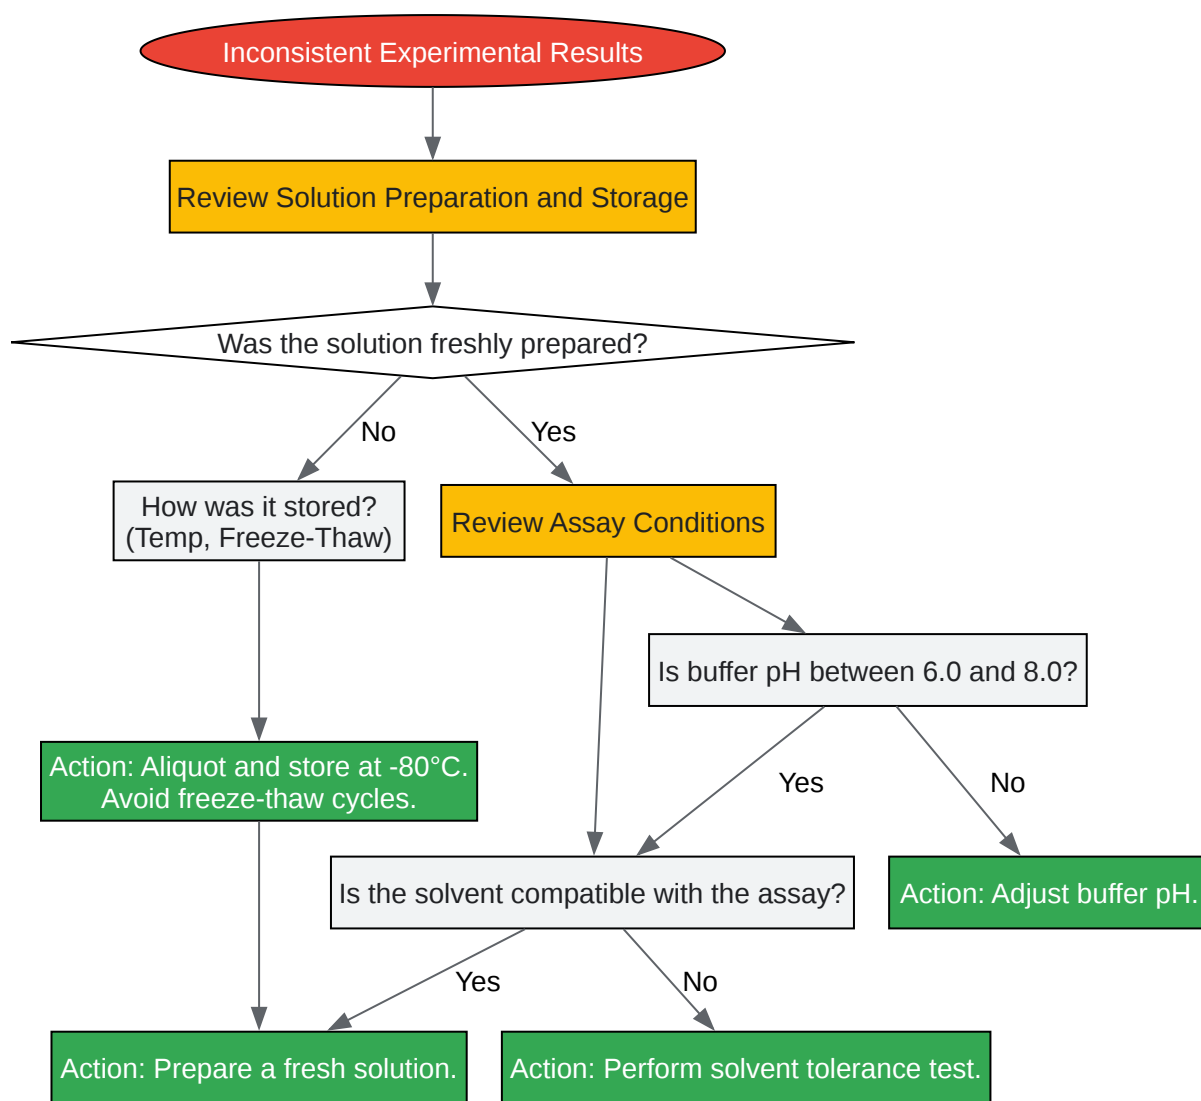 Inconsistent Experimental Results
Review Solution Preparation and Storage
Was the solution freshly prepared?
No
Yes
How was it stored?
(Temp, Freeze-Thaw)
Review Assay Conditions
Is buffer pH between 6.0 and 8.0?
Action: Aliquot and store at -80°C.
Avoid freeze-thaw cycles.
Yes
No
Is the solvent compatible with the assay?
Action: Adjust buffer pH.
Yes
No
Action: Prepare a fresh solution.
Action: Perform solvent tolerance test.